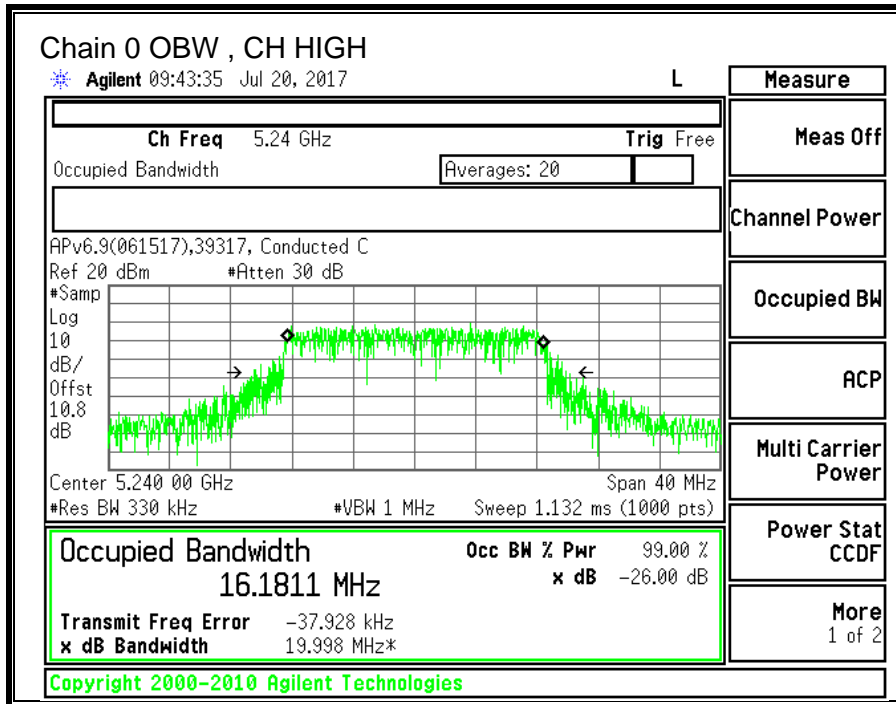 Chain 0 OBW , CH HIGH
Agilent 09:43:35 Jul 20, 2017 L
Measure
Ch Freq 5.24 GHz Trig Free
Meas Off
Occupied Bandwidth Averages: 20
Channel Power
APv6.9(061517),39317, Conducted C
Ref 20 dBm #Atten 30 dB
#Samp
Log
10
dB/
Offst
10.8
dB
Occupied BW
ACP
Multi Carrier
Power
Center 5.240 00 GHz Span 40 MHz
#Res BW 330 kHz #VBW 1 MHz Sweep 1.132 ms (1000 pts)
Power Stat
CCDF
Occupied Bandwidth Occ BW % Pwr 99.00 %
16.1811 MHz x dB -26.00 dB
Transmit Freq Error -37.928 kHz
x dB Bandwidth 19.998 MHz*
More
1 of 2
Copyright 2000-2010 Agilent Technologies